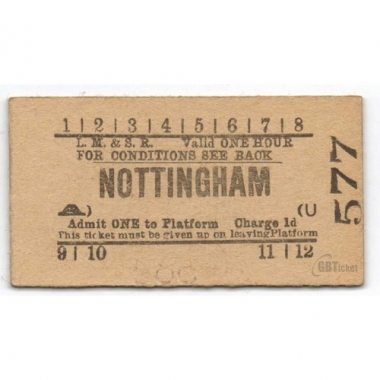 1|2|3|4|5|6|7|8
L. M. & S. R. Valid ONE HOUR
FOR CONDITIONS SEE BACK
NOTTINGHAM
) (U
Admit ONE to Platform Charge 1d
This ticket must be given up on leaving Platform
9|10 11|12
577
GBTicket